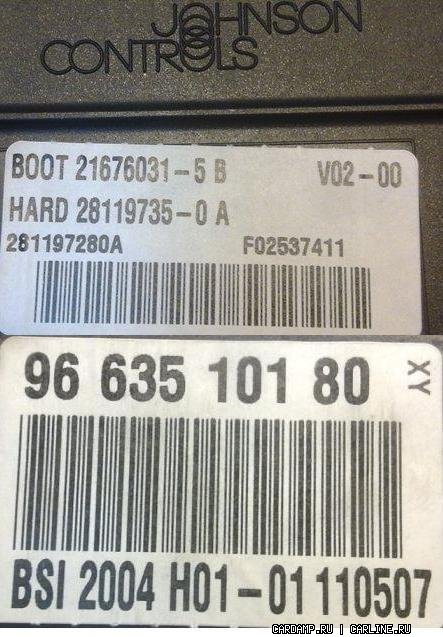 JOHNSON
CONTROLS
BOOT 21676031-5 B V02-00
HARD 28119735-0 A
281197280A F02537411
96 635 101 80 XY
BSI 2004 H01-01 110507
CARDAMP.RU | CARLINE.RU